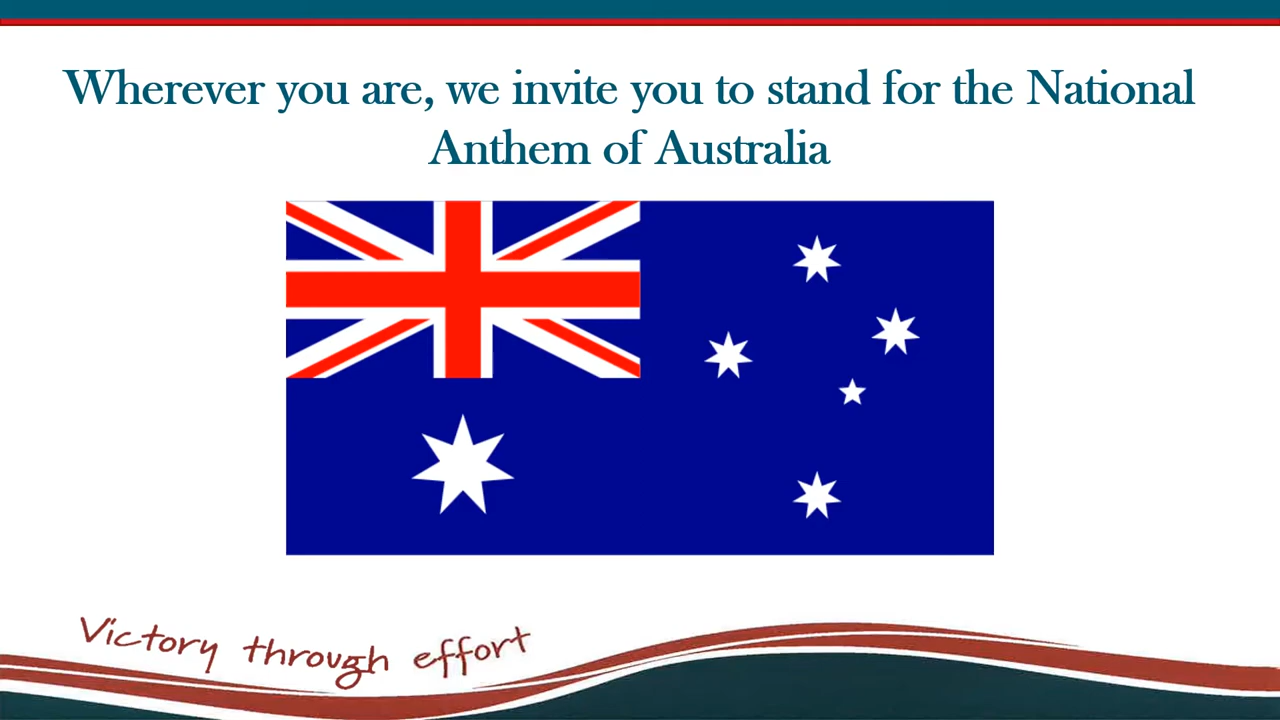 Wherever you are, we invite you to stand for the National
Anthem of Australia
Victory through effort